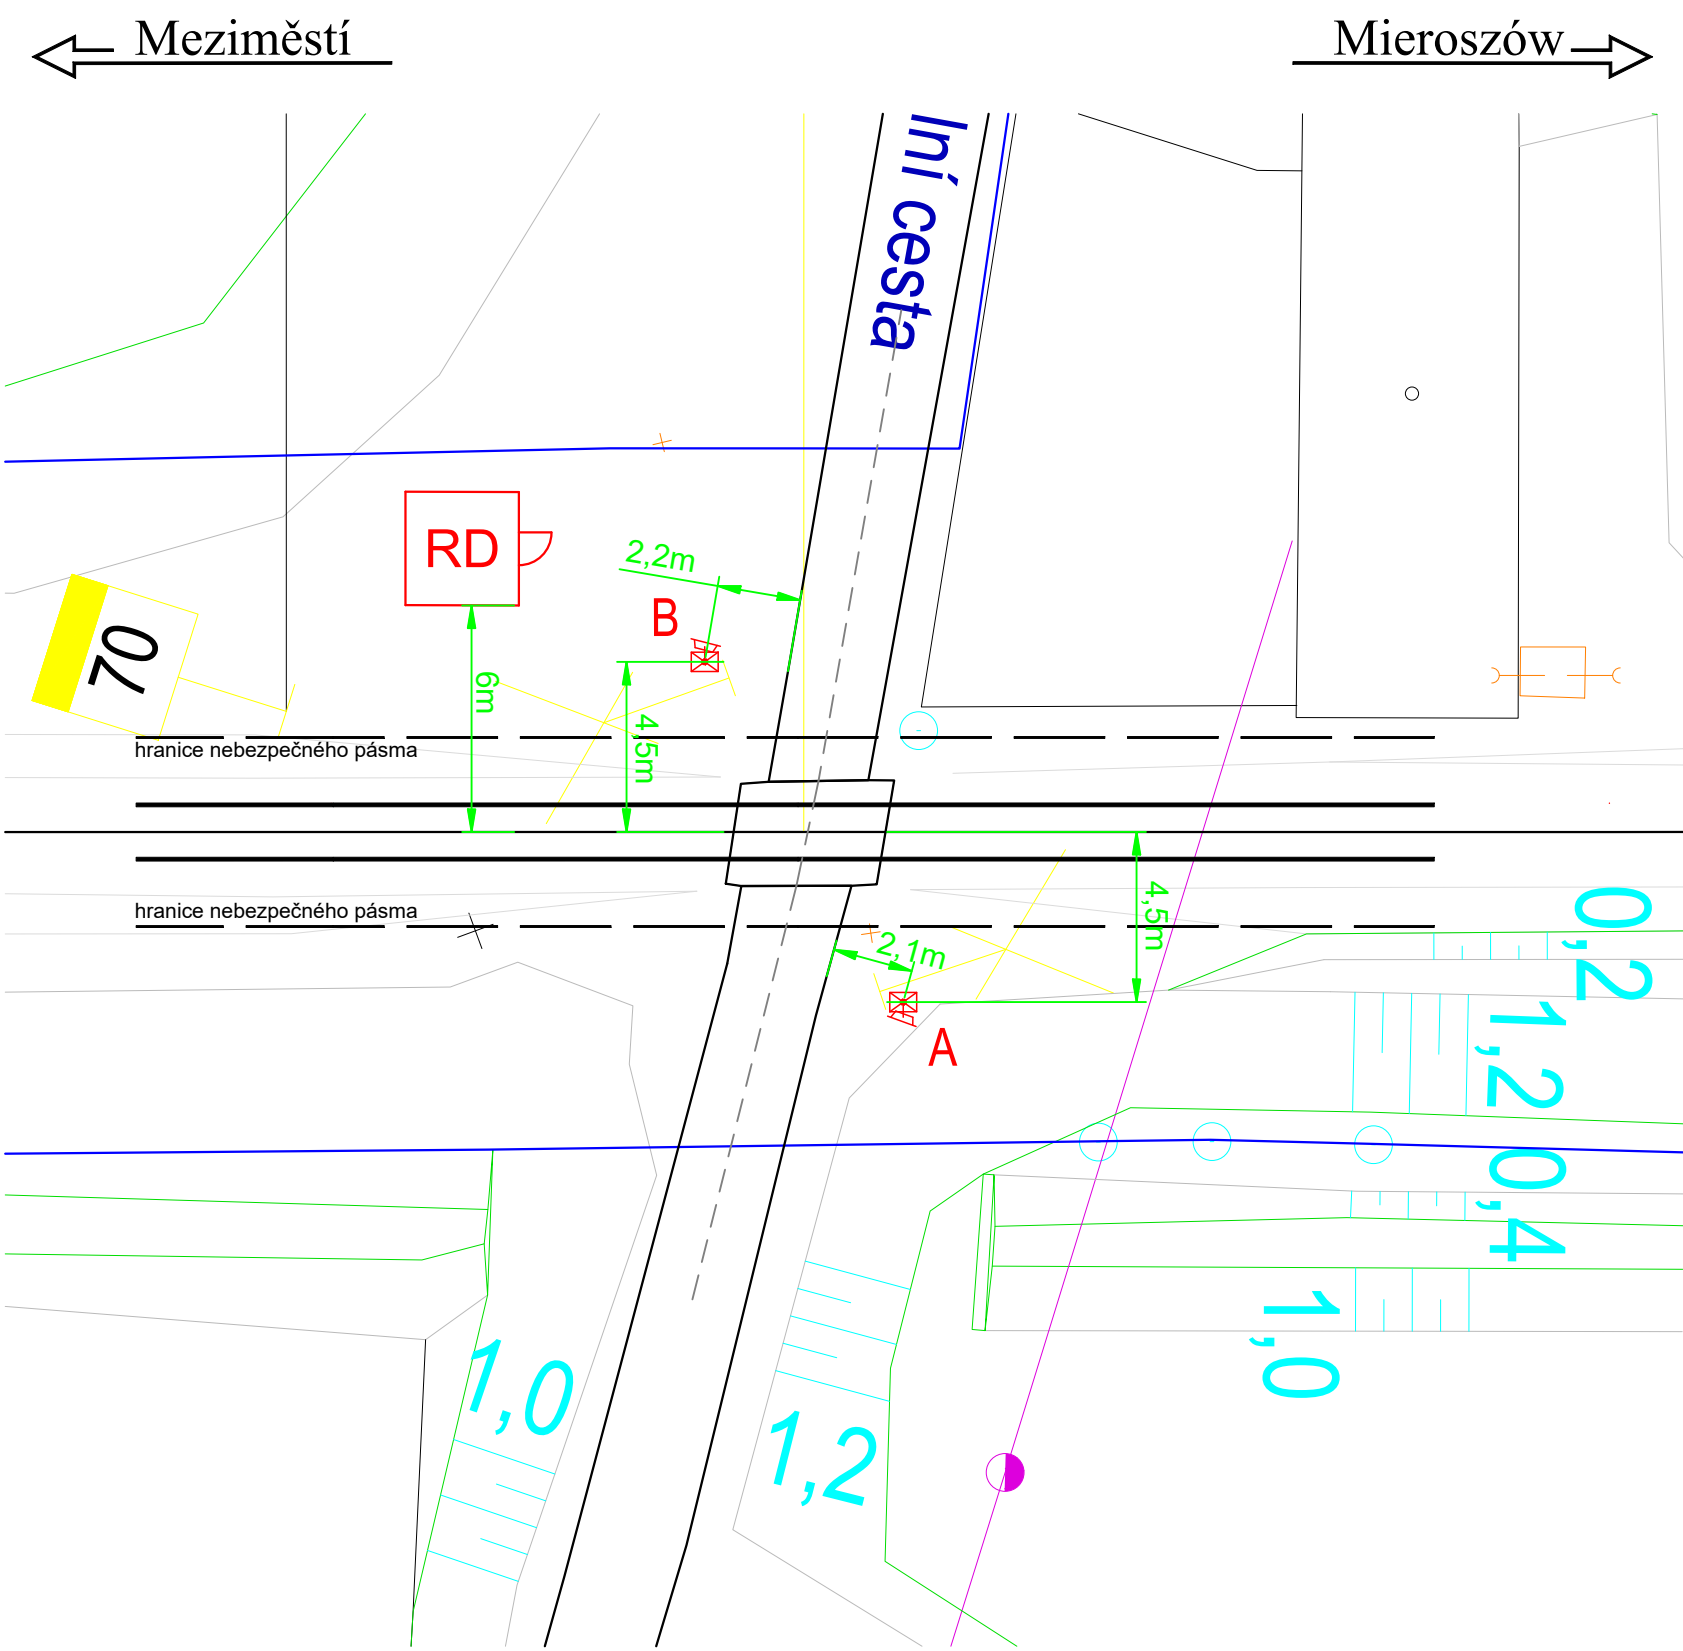 Meziměstí
Mieroszów
lní cesta
RD
2,2m
B
70
6m
4,5m
hranice nebezpečného pásma
hranice nebezpečného pásma
4,5m
2,1m
A
0,2
1,2
0,4
1,0
1,0
1,2